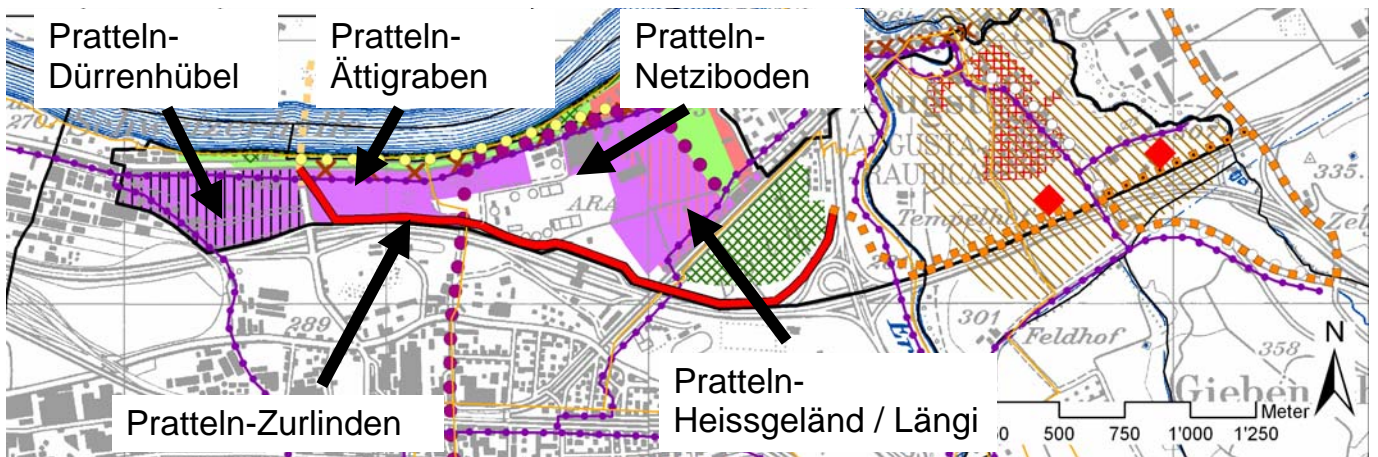 Pratteln-
Dürrenhübel
Pratteln-
Ättigraben
Pratteln-
Netziboden
270
AUGUSTA
RAURICA
ARA
Tempelhof
335.
289
301
Feldhof
358
N
Pratteln-Zurlinden
Pratteln-
Heissgeländ / Längi
Gieben
Meter
500 750 1'000 1'250